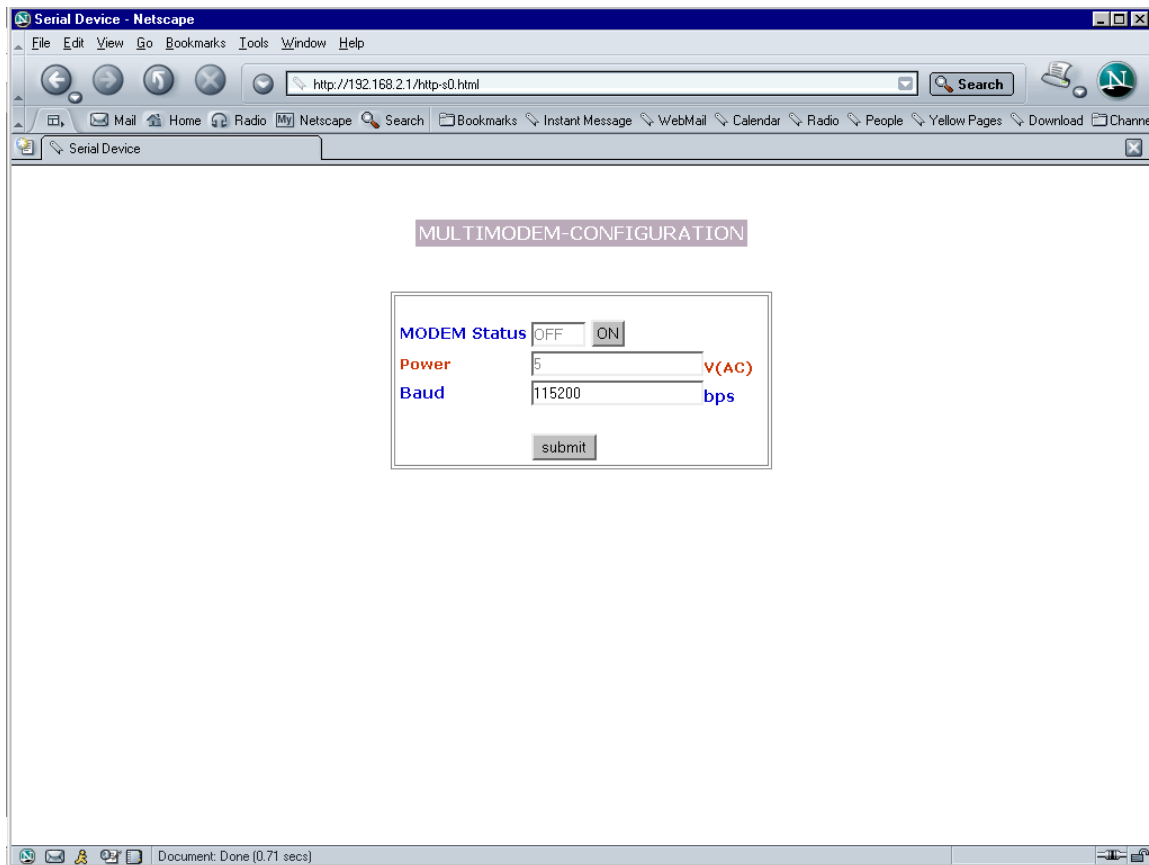 Serial Device - Netscape
File Edit View Go Bookmarks Tools Window Help
http://192.168.2.1/http-s0.html Search N
Mail Home Radio My Netscape Search Bookmarks Instant Message WebMail Calendar Radio People Yellow Pages Download Channe
Serial Device
MULTIMODEM-CONFIGURATION
MODEM Status OFF ON
Power 5 V(AC)
Baud 115200 bps
submit
Document: Done (0.71 secs)